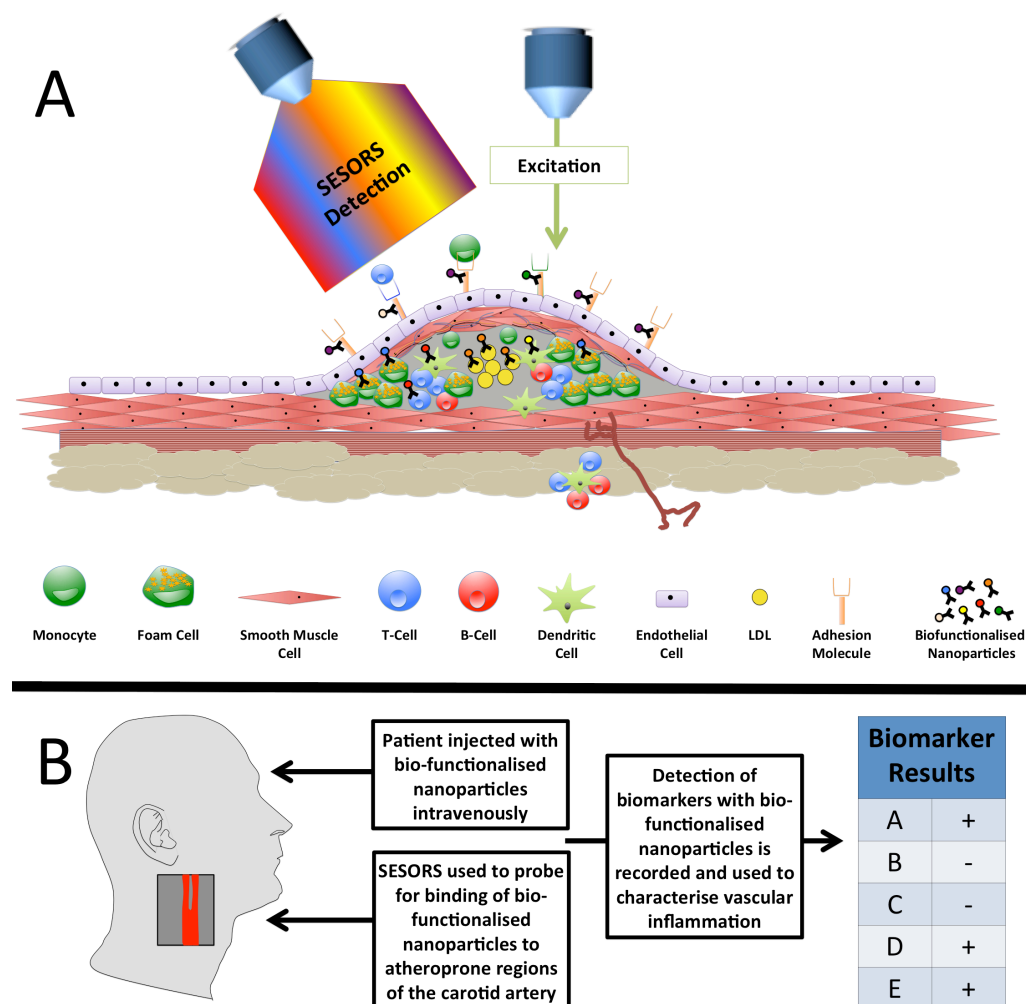 A
SESORS
Detection
Excitation
Monocyte
Foam Cell
Smooth Muscle
Cell
T-Cell
B-Cell
Dendritic
Cell
Endothelial
Cell
LDL
Adhesion
Molecule
Biofunctionalised
Nanoparticles
B
Patient injected with
bio-functionalised
nanoparticles
intravenously
SESORS used to probe
for binding of bio-
functionalised
nanoparticles to
atheroprone regions
of the carotid artery
Detection of
biomarkers with bio-
functionalised
nanoparticles is
recorded and used to
characterise vascular
inflammation
Biomarker
Results
A +
B -
C -
D +
E +